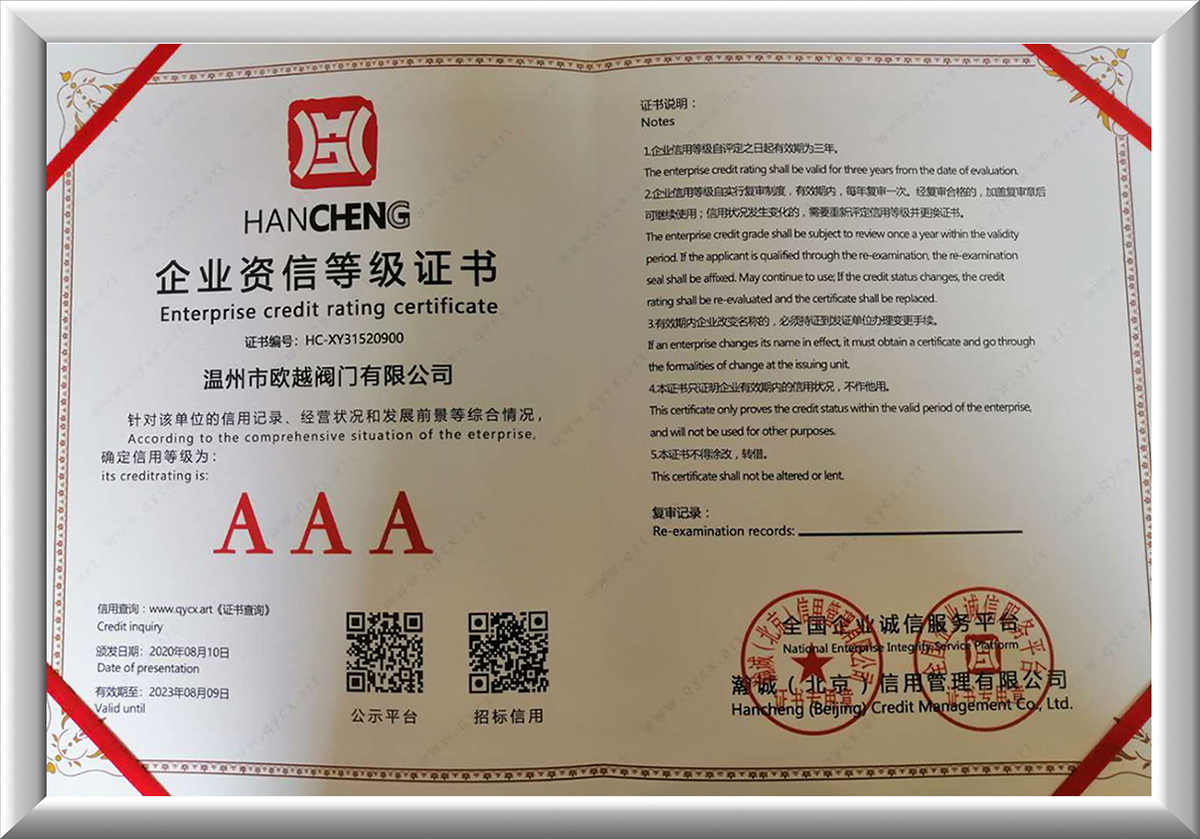 HANCHENG
企业资信等级证书
Enterprise credit rating certificate
证书编号：HC-XY31520900
温州市欧越阀门有限公司
针对该单位的信用记录、经营状况和发展前景等综合情况，
According to the comprehensive situation of the eterprise,
确定信用等级为：
its creditrating is:
AAA
信用查询：www.qycx.art《证书查询》
Credit inquiry
颁发日期：2020年08月10日
Date of presentation
有效期至：2023年08月09日
Valid until
公示平台
招标信用
证书说明：
Notes
1.企业信用等级自评定之日起有效期为三年。
The enterprise credit rating shall be valid for three years from the date of evaluation.
2.企业信用等级自实行复审制度，有效期内，每年复审一次。经复审合格的，加盖复审章后
可继续使用；信用状况发生变化的，需要重新评定信用等级并更换证书。
The enterprise credit grade shall be subject to review once a year within the validity
period. If the applicant is qualified through the re-examination, the re-examination
seal shall be affixed. May continue to use; If the credit status changes, the credit
rating shall be re-evaluated and the certificate shall be replaced.
3.有效期内企业改变名称的，必须持证到发证单位办理变更手续。
If an enterprise changes its name in effect, it must obtain a certificate and go through
the formalities of change at the issuing unit.
4.本证书只证明企业有效期内的信用状况，不作他用。
This certificate only proves the credit status within the valid period of the enterprise,
and will not be used for other purposes.
5.本证书不得涂改，转借。
This certificate shall not be altered or lent.
复审记录：
Re-examination records:
全国企业诚信服务平台
National Enterprise Integrity Service Platform
瀚诚（北京）信用管理有限公司
Hancheng (Beijing) Credit Management Co., Ltd.